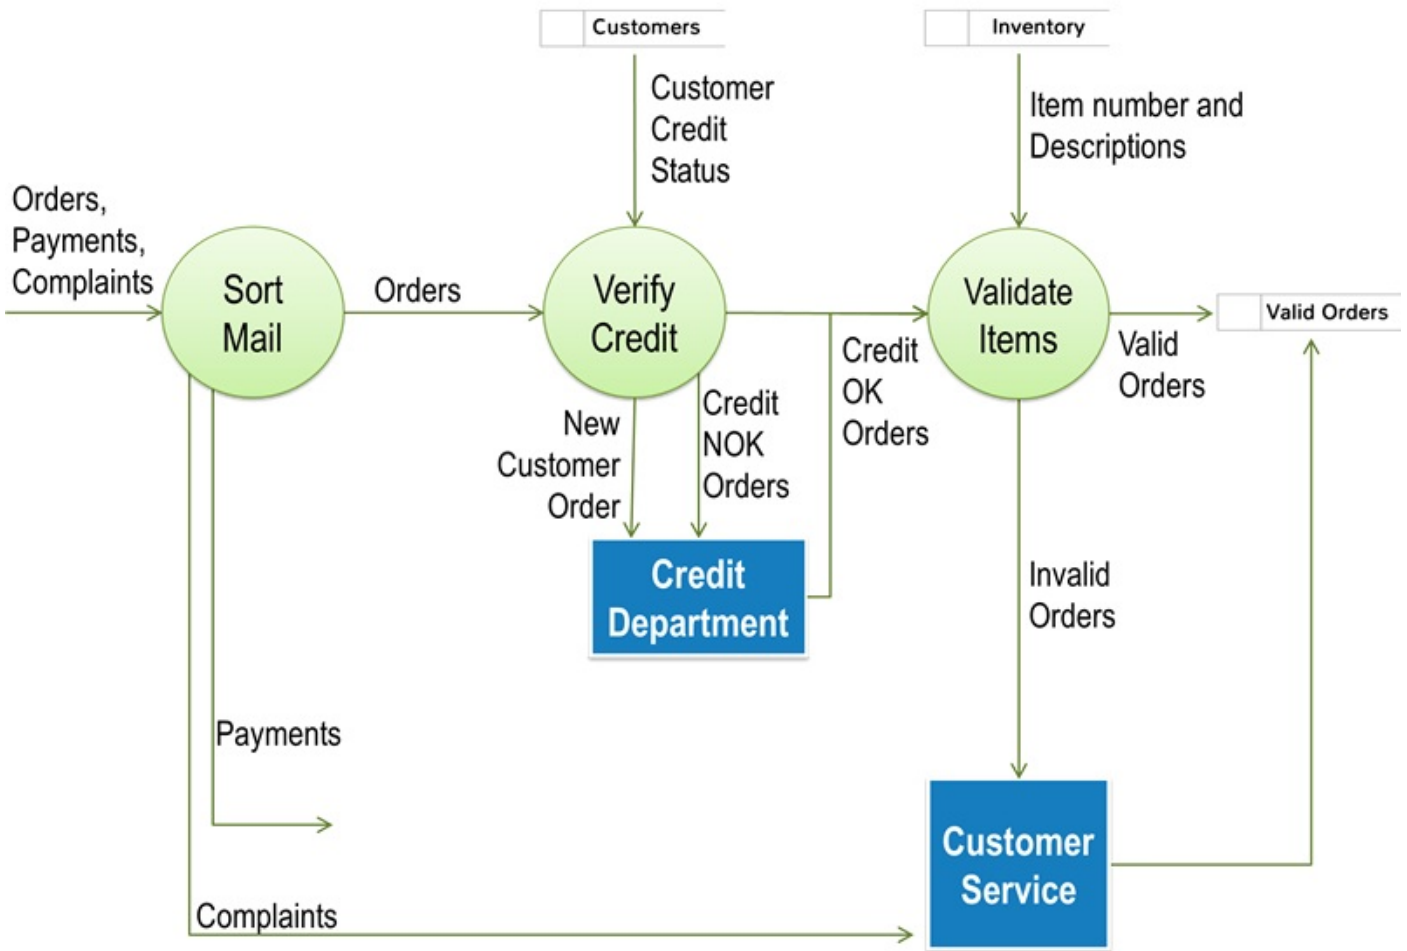 Customers
Inventory
Customer
Credit
Status
Item number and
Descriptions
Orders,
Payments,
Complaints
Sort
Mail
Orders
Verify
Credit
Validate
Items
Valid Orders
Valid
Orders
Credit
OK
Orders
New
Customer
Order
Credit
NOK
Orders
Credit
Department
Invalid
Orders
Payments
Customer
Service
Complaints